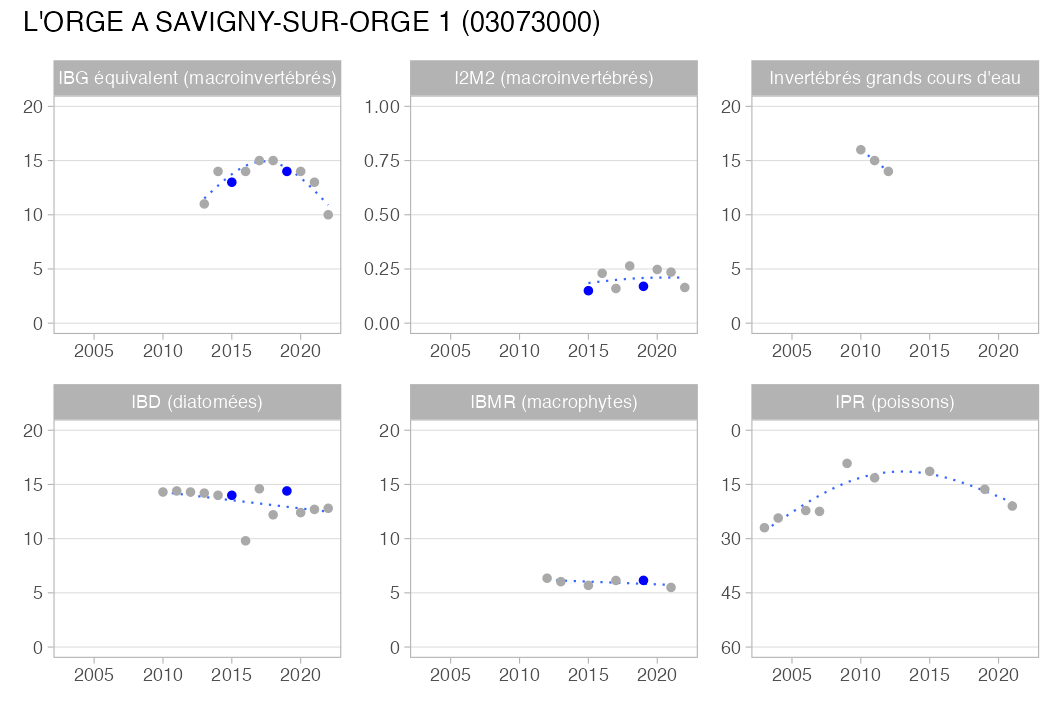 L'ORGE A SAVIGNY-SUR-ORGE 1 (03073000)
IBG équivalent (macroinvertébrés)
I2M2 (macroinvertébrés)
Invertébrés grands cours d'eau
20
15
10
5
0
1.00
0.75
0.50
0.25
0.00
20
15
10
5
0
2005 2010 2015 2020
2005 2010 2015 2020
2005 2010 2015 2020
IBD (diatomées)
IBMR (macrophytes)
IPR (poissons)
20
15
10
5
0
20
15
10
5
0
0
15
30
45
60
2005 2010 2015 2020
2005 2010 2015 2020
2005 2010 2015 2020